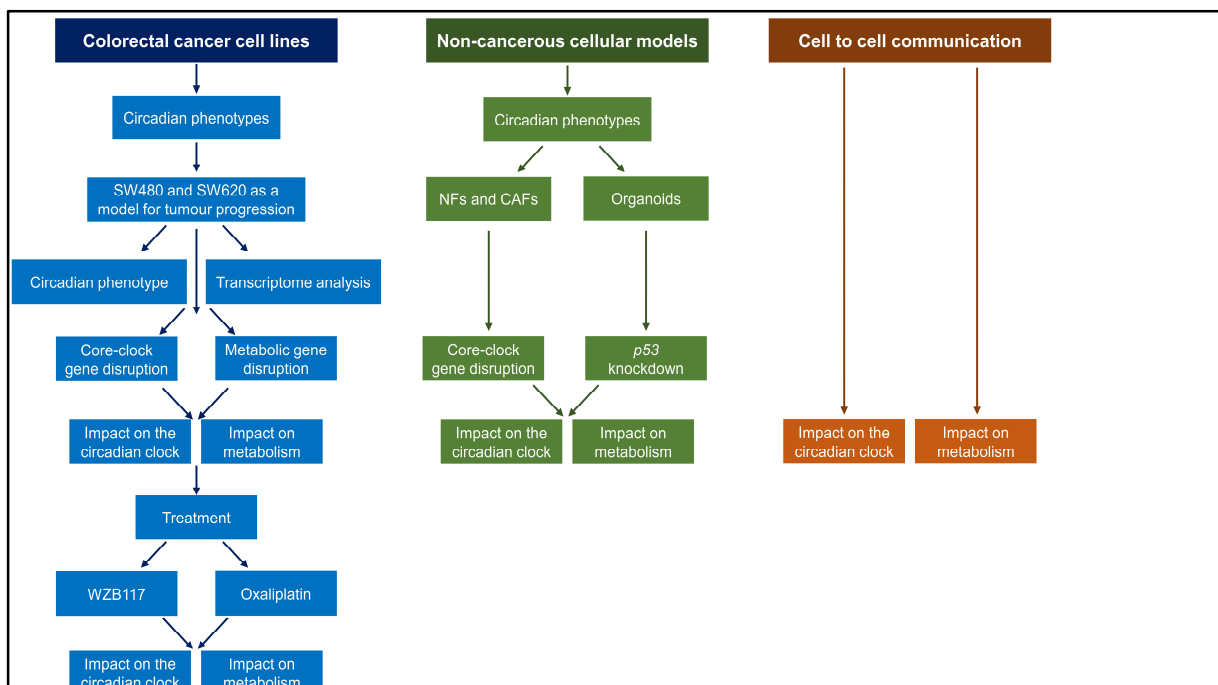 Colorectal cancer cell lines
Circadian phenotypes
SW480 and SW620 as a
model for tumour progression
Circadian phenotype
Transcriptome analysis
Core-clock
gene disruption
Metabolic gene
disruption
Impact on the
circadian clock
Impact on
metabolism
Treatment
WZB117
Oxaliplatin
Impact on the
circadian clock
Impact on
metabolism
Non-cancerous cellular models
Circadian phenotypes
NFs and CAFs
Organoids
Core-clock
gene disruption
p53
knockdown
Impact on the
circadian clock
Impact on
metabolism
Cell to cell communication
Impact on the
circadian clock
Impact on
metabolism